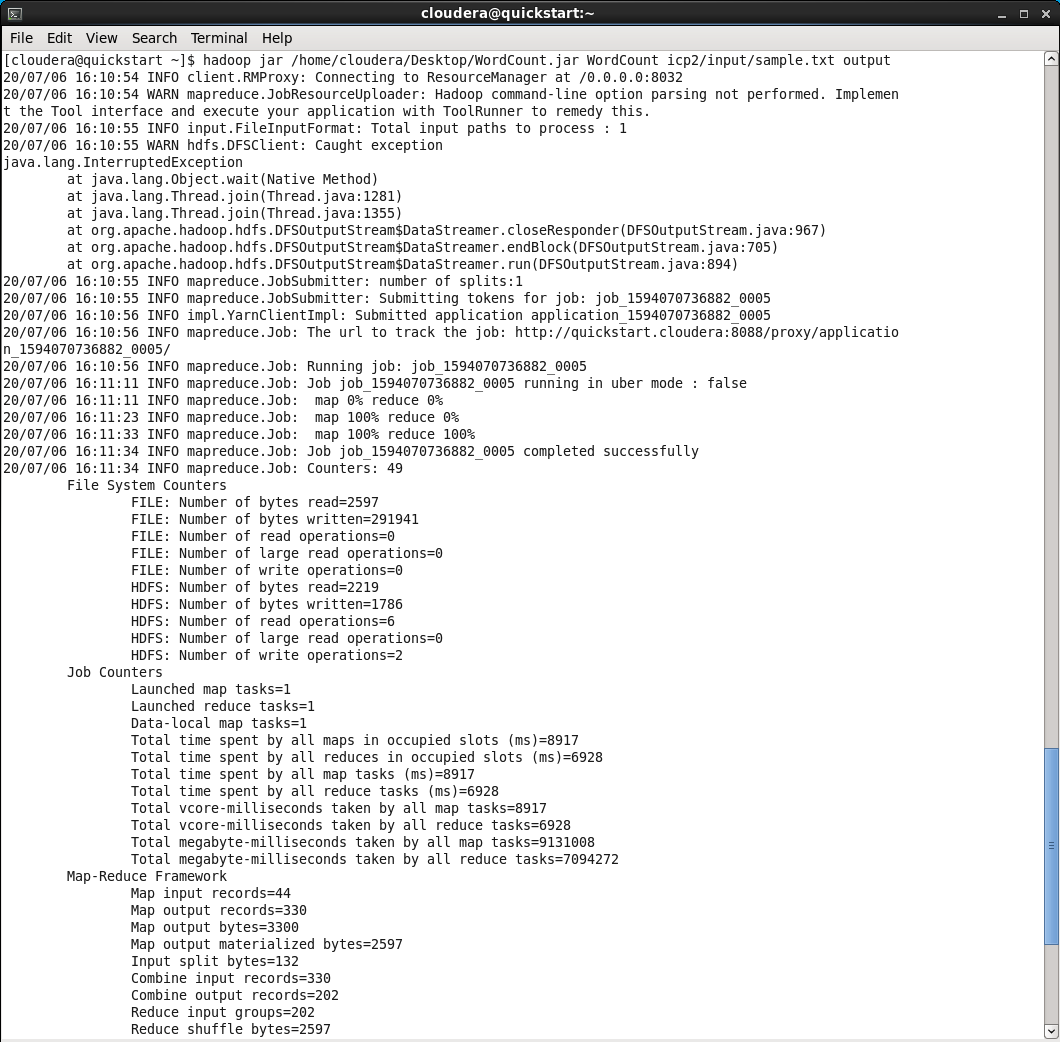 cloudera@quickstart:~
File Edit View Search Terminal Help
[cloudera@quickstart ~]$ hadoop jar /home/cloudera/Desktop/WordCount.jar WordCount icp2/input/sample.txt output
20/07/06 16:10:54 INFO client.RMProxy: Connecting to ResourceManager at /0.0.0.0:8032
20/07/06 16:10:54 WARN mapreduce.JobResourceUploader: Hadoop command-line option parsing not performed. Implemen
t the Tool interface and execute your application with ToolRunner to remedy this.
20/07/06 16:10:55 INFO input.FileInputFormat: Total input paths to process : 1
20/07/06 16:10:55 WARN hdfs.DFSClient: Caught exception
java.lang.InterruptedException
        at java.lang.Object.wait(Native Method)
        at java.lang.Thread.join(Thread.java:1281)
        at java.lang.Thread.join(Thread.java:1355)
        at org.apache.hadoop.hdfs.DFSOutputStream$DataStreamer.closeResponder(DFSOutputStream.java:967)
        at org.apache.hadoop.hdfs.DFSOutputStream$DataStreamer.endBlock(DFSOutputStream.java:705)
        at org.apache.hadoop.hdfs.DFSOutputStream$DataStreamer.run(DFSOutputStream.java:894)
20/07/06 16:10:55 INFO mapreduce.JobSubmitter: number of splits:1
20/07/06 16:10:55 INFO mapreduce.JobSubmitter: Submitting tokens for job: job_1594070736882_0005
20/07/06 16:10:56 INFO impl.YarnClientImpl: Submitted application application_1594070736882_0005
20/07/06 16:10:56 INFO mapreduce.Job: The url to track the job: http://quickstart.cloudera:8088/proxy/applicatio
n_1594070736882_0005/
20/07/06 16:10:56 INFO mapreduce.Job: Running job: job_1594070736882_0005
20/07/06 16:11:11 INFO mapreduce.Job: Job job_1594070736882_0005 running in uber mode : false
20/07/06 16:11:11 INFO mapreduce.Job:  map 0% reduce 0%
20/07/06 16:11:23 INFO mapreduce.Job:  map 100% reduce 0%
20/07/06 16:11:33 INFO mapreduce.Job:  map 100% reduce 100%
20/07/06 16:11:34 INFO mapreduce.Job: Job job_1594070736882_0005 completed successfully
20/07/06 16:11:34 INFO mapreduce.Job: Counters: 49
        File System Counters
                FILE: Number of bytes read=2597
                FILE: Number of bytes written=291941
                FILE: Number of read operations=0
                FILE: Number of large read operations=0
                FILE: Number of write operations=0
                HDFS: Number of bytes read=2219
                HDFS: Number of bytes written=1786
                HDFS: Number of read operations=6
                HDFS: Number of large read operations=0
                HDFS: Number of write operations=2
        Job Counters
                Launched map tasks=1
                Launched reduce tasks=1
                Data-local map tasks=1
                Total time spent by all maps in occupied slots (ms)=8917
                Total time spent by all reduces in occupied slots (ms)=6928
                Total time spent by all map tasks (ms)=8917
                Total time spent by all reduce tasks (ms)=6928
                Total vcore-milliseconds taken by all map tasks=8917
                Total vcore-milliseconds taken by all reduce tasks=6928
                Total megabyte-milliseconds taken by all map tasks=9131008
                Total megabyte-milliseconds taken by all reduce tasks=7094272
        Map-Reduce Framework
                Map input records=44
                Map output records=330
                Map output bytes=3300
                Map output materialized bytes=2597
                Input split bytes=132
                Combine input records=330
                Combine output records=202
                Reduce input groups=202
                Reduce shuffle bytes=2597